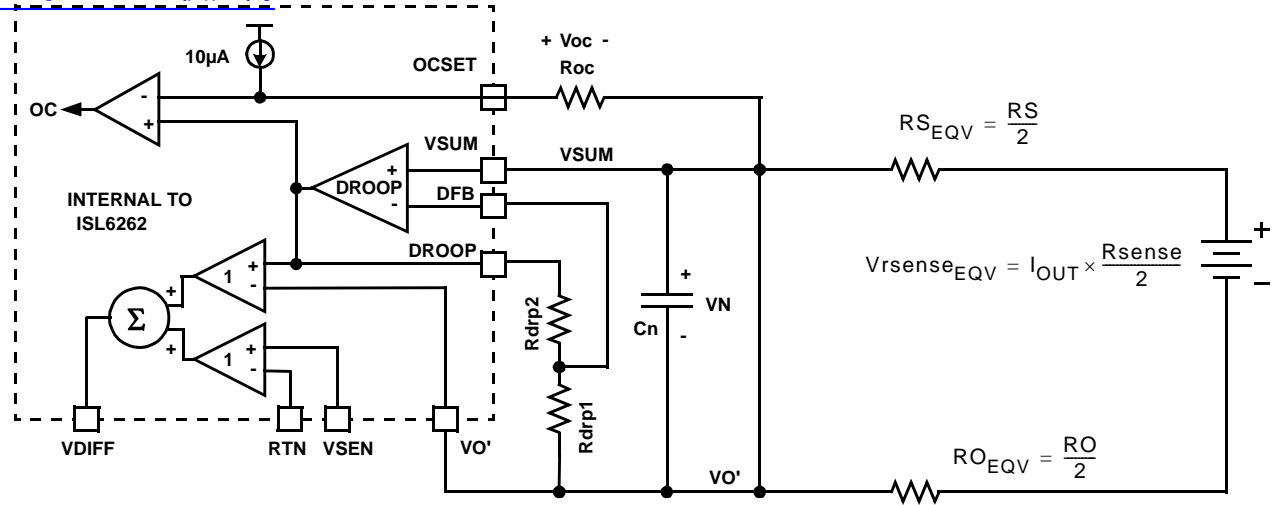 10µA
+ Voc -
Roc
OCSET
OC
-
+
VSUM
VSUM
+
DROOP
-
DFB
INTERNAL TO
ISL6262
DROOP
1
+
-
+
Σ
+
1
+
-
Rdrp2
Rdrp1
+
VN
Cn
-
VDIFF
RTN
VSEN
VO'
VO'
RS_EQV = RS/2
Vrsense_EQV = I_OUT × Rsense/2
+
-
RO_EQV = RO/2